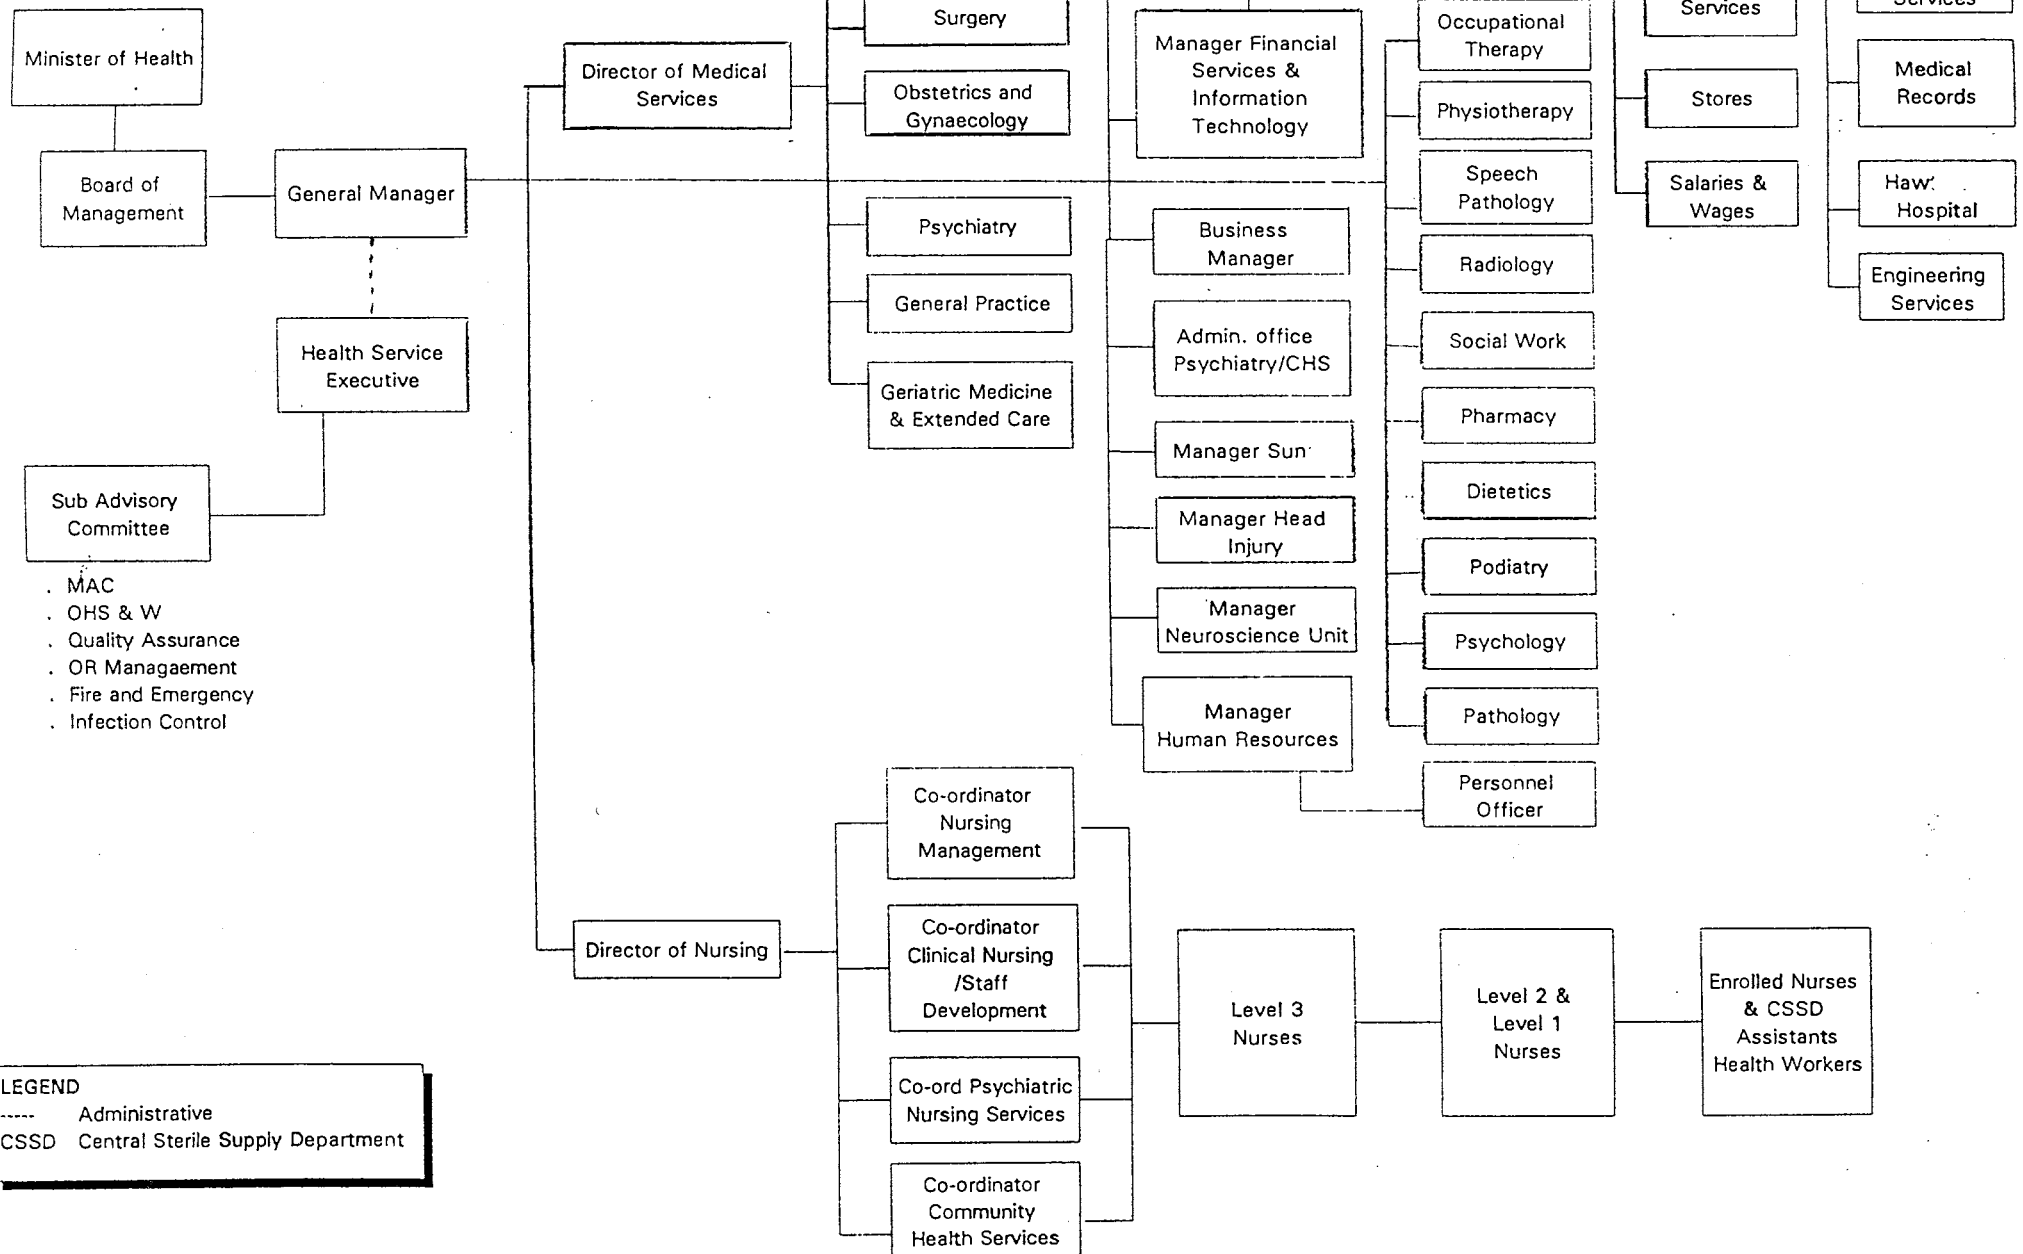 Minister of Health
Board of
Management
General Manager
Health Service
Executive
Sub Advisory
Committee
. MAC
. OHS & W
. Quality Assurance
. OR Managaement
. Fire and Emergency
. Infection Control
LEGEND
----- Administrative
CSSD Central Sterile Supply Department
Director of Medical
Services
Surgery
Obstetrics and
Gynaecology
Psychiatry
General Practice
Geriatric Medicine
& Extended Care
Manager Financial
Services &
Information
Technology
Business
Manager
Admin. office
Psychiatry/CHS
Manager
Manager Head
Injury
Manager
Neuroscience Unit
Manager
Human Resources
Occupational
Therapy
Physiotherapy
Speech
Pathology
Radiology
Social Work
Pharmacy
Dietetics
Podiatry
Psychology
Pathology
Personnel
Officer
Services
Stores
Salaries &
Wages
Services
Medical
Records
Hospital
Engineering
Services
Director of Nursing
Co-ordinator
Nursing
Management
Co-ordinator
Clinical Nursing
/Staff
Development
Co-ord Psychiatric
Nursing Services
Co-ordinator
Community
Health Services
Level 3
Nurses
Level 2 &
Level 1
Nurses
Enrolled Nurses
& CSSD
Assistants
Health Workers